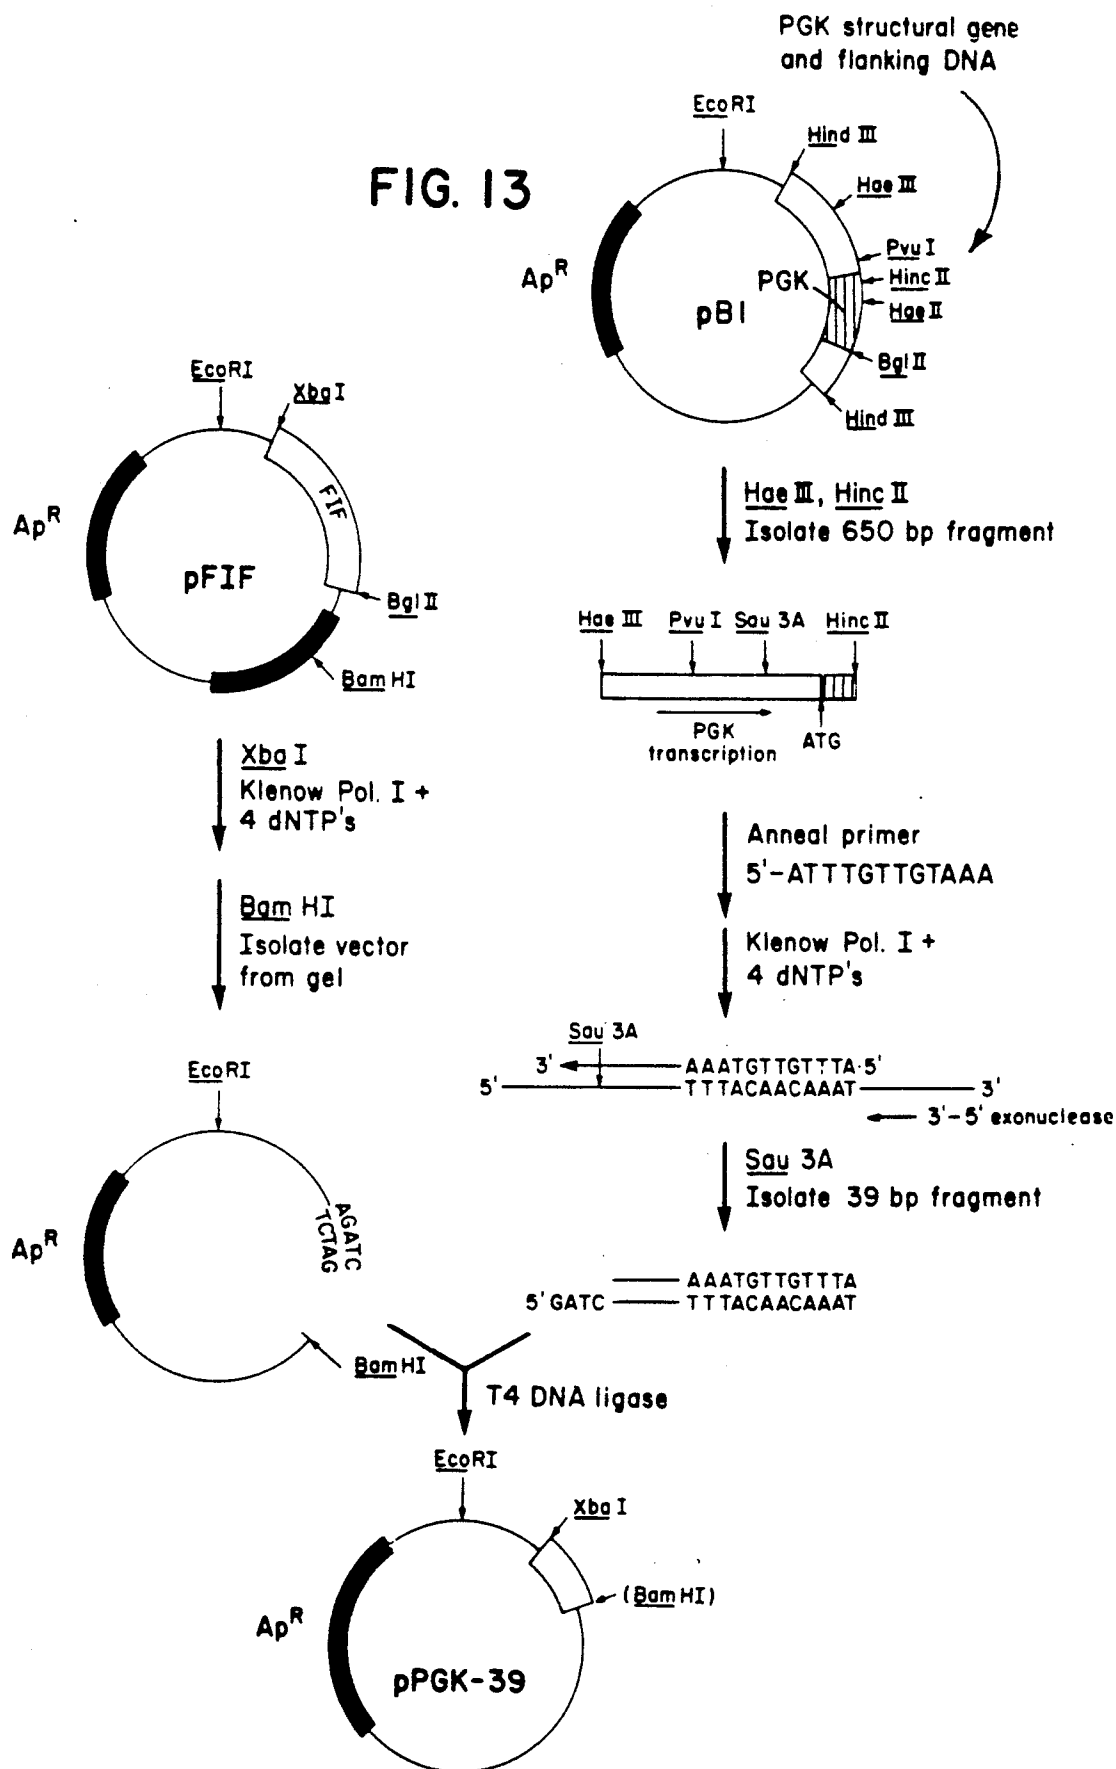 PGK structural gene
and flanking DNA
EcoRI
Hind III
FIG. 13
Hae III
Pvu I
Hinc II
Hae II
Bgl II
Hind III
Ap^R
PGK
pB1
EcoRI
Xba I
FIF
Ap^R
pFIF
Bgl II
Bam HI
Hae III, Hinc II
Isolate 650 bp fragment
Hae III
Pvu I
Sau 3A
Hinc II
PGK
transcription
ATG
Xba I
Klenow Pol. I +
4 dNTP's
Bam HI
Isolate vector
from gel
Anneal primer
5'-ATTTGTTGTAAA
Klenow Pol. I +
4 dNTP's
Sau 3A
3' AAATGTTGTTTA·5'
5' TTTACAACAAAT 3'
3'-5' exonuclease
Sau 3A
Isolate 39 bp fragment
EcoRI
AGATC
TCTAG
Ap^R
Bam HI
AAATGTTGTTTA
5'GATC TTTACAACAAAT
T4 DNA ligase
EcoRI
Xba I
(Bam HI)
Ap^R
pPGK-39